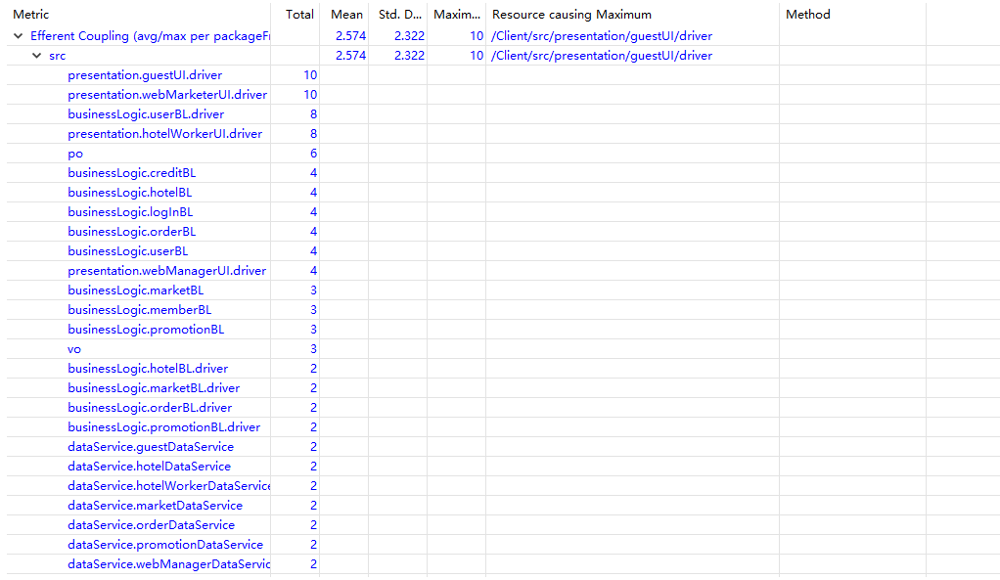 Metric Total Mean Std. D... Maxim... Resource causing Maximum Method
Efferent Coupling (avg/max per packageFr 2.574 2.322 10 /Client/src/presentation/guestUI/driver
src 2.574 2.322 10 /Client/src/presentation/guestUI/driver
presentation.guestUI.driver 10
presentation.webMarketerUI.driver 10
businessLogic.userBL.driver 8
presentation.hotelWorkerUI.driver 8
po 6
businessLogic.creditBL 4
businessLogic.hotelBL 4
businessLogic.logInBL 4
businessLogic.orderBL 4
businessLogic.userBL 4
presentation.webManagerUI.driver 4
businessLogic.marketBL 3
businessLogic.memberBL 3
businessLogic.promotionBL 3
vo 3
businessLogic.hotelBL.driver 2
businessLogic.marketBL.driver 2
businessLogic.orderBL.driver 2
businessLogic.promotionBL.driver 2
dataService.guestDataService 2
dataService.hotelDataService 2
dataService.hotelWorkerDataService 2
dataService.marketDataService 2
dataService.orderDataService 2
dataService.promotionDataService 2
dataService.webManagerDataServic 2